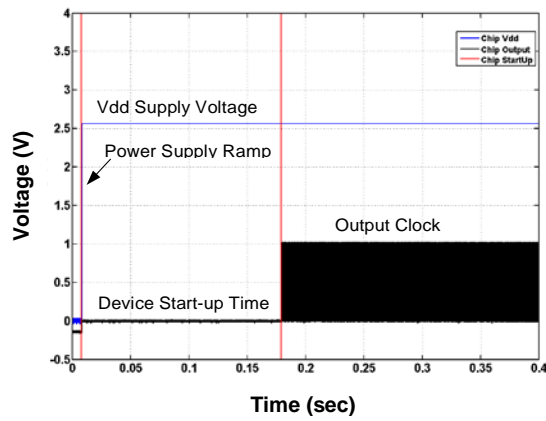 4
3.5
3
2.5
2
1.5
1
0.5
0
-0.5
Voltage (V)
Chip Vdd
Chip Output
Chip StartUp
Vdd Supply Voltage
Power Supply Ramp
Output Clock
Device Start-up Time
0 0.05 0.1 0.15 0.2 0.25 0.3 0.35 0.4
Time (sec)